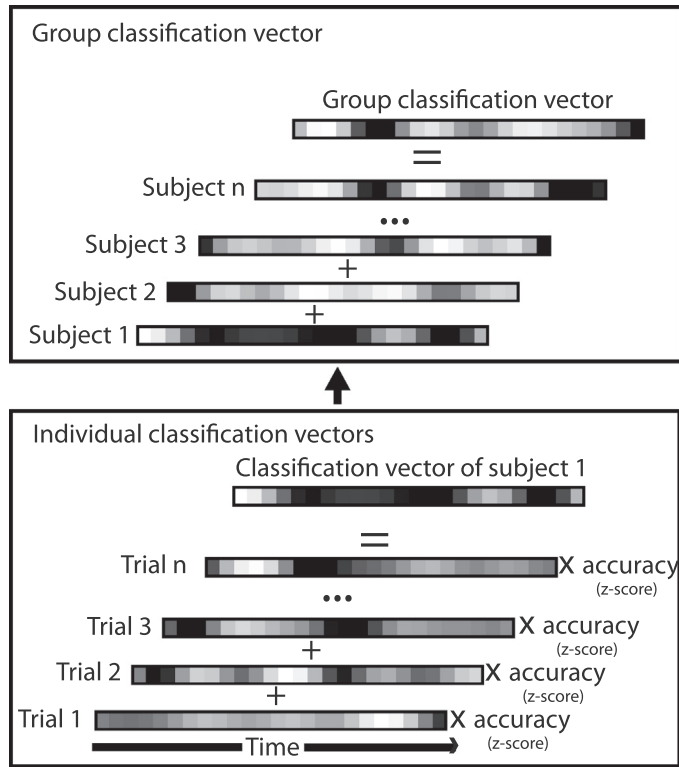 Group classification vector
Group classification vector
=
Subject n
...
Subject 3
+
Subject 2
+
Subject 1
Individual classification vectors
Classification vector of subject 1
=
Trial n X accuracy
(z-score)
...
Trial 3 X accuracy
(z-score)
+
Trial 2 X accuracy
(z-score)
+
Trial 1 X accuracy
(z-score)
Time